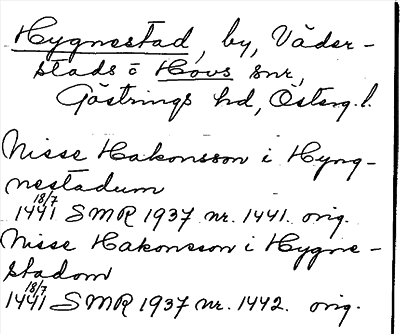 Hygnestad, by, Väder-
stads o Hovs snr,
Göstrings hd, Österg. l.
Nisse Hakonsson i Hyng-
nestadum
18/7
1441 SMR 1937 nr. 1441. orig.
Nisse Hakonsson i Hygne-
stadom
18/7
1441 SMR 1937 nr. 1442. orig.